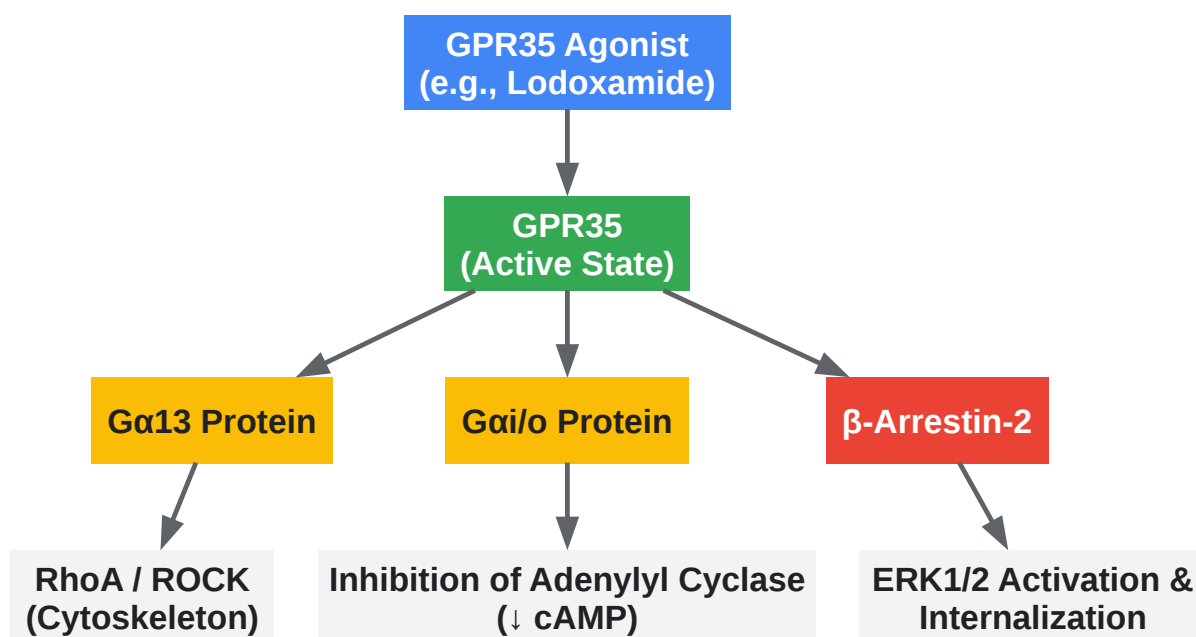 GPR35 Agonist
(e.g., Lodoxamide)
GPR35
(Active State)
Gα13 Protein
Gαi/o Protein
β-Arrestin-2
RhoA / ROCK
(Cytoskeleton)
Inhibition of Adenylyl Cyclase
(↓ cAMP)
ERK1/2 Activation &
Internalization